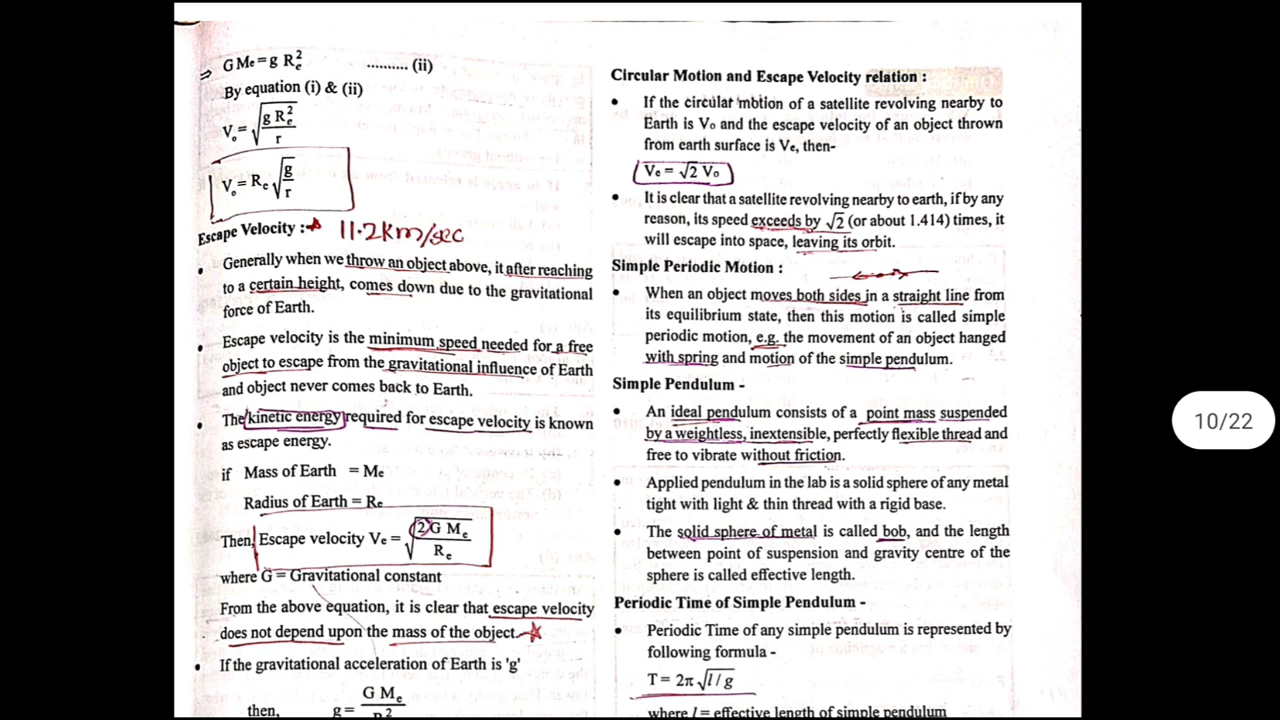 ⇒ G Mₑ = g Rₑ² .......... (ii)
By equation (i) & (ii)
V₀ = √(g Rₑ² / r)
V₀ = Rₑ √(g / r)
Escape Velocity :- 11.2km/sec
• Generally when we throw an object above, it after reaching
to a certain height, comes down due to the gravitational
force of Earth.
• Escape velocity is the minimum speed needed for a free
object to escape from the gravitational influence of Earth
and object never comes back to Earth.
• The kinetic energy required for escape velocity is known
as escape energy.
if Mass of Earth = Mₑ
Radius of Earth = Rₑ
Then, Escape velocity Vₑ = √(2 G Mₑ / Rₑ)
where G = Gravitational constant
From the above equation, it is clear that escape velocity
does not depend upon the mass of the object.
• If the gravitational acceleration of Earth is 'g'
then, g = G Mₑ
Circular Motion and Escape Velocity relation :
• If the circular motion of a satellite revolving nearby to
Earth is V₀ and the escape velocity of an object thrown
from earth surface is Vₑ, then-
Vₑ = √2 V₀
• It is clear that a satellite revolving nearby to earth, if by any
reason, its speed exceeds by √2 (or about 1.414) times, it
will escape into space, leaving its orbit.
Simple Periodic Motion :
• When an object moves both sides in a straight line from
its equilibrium state, then this motion is called simple
periodic motion, e.g. the movement of an object hanged
with spring and motion of the simple pendulum.
Simple Pendulum -
• An ideal pendulum consists of a point mass suspended
by a weightless, inextensible, perfectly flexible thread and
free to vibrate without friction.
• Applied pendulum in the lab is a solid sphere of any metal
tight with light & thin thread with a rigid base.
• The solid sphere of metal is called bob, and the length
between point of suspension and gravity centre of the
sphere is called effective length.
Periodic Time of Simple Pendulum -
• Periodic Time of any simple pendulum is represented by
following formula -
T = 2π √l / g
where l = effective length of simple pendulum
10/22